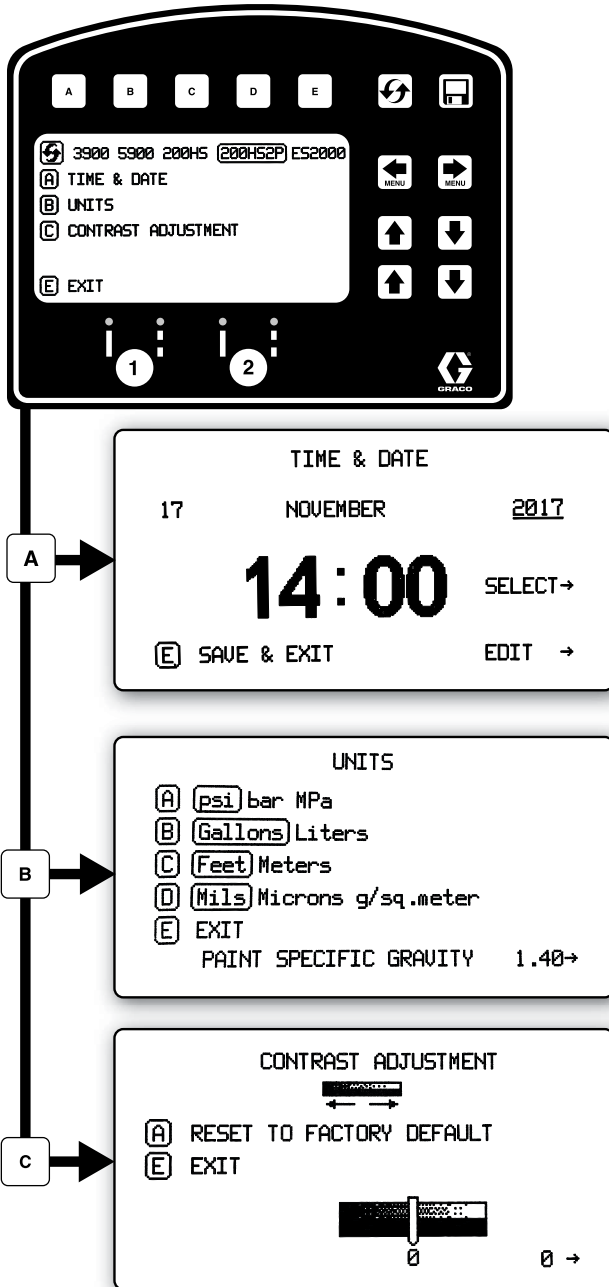 A B C D E
3900 5900 200HS 200HS2P ES2000
A TIME & DATE
B UNITS
C CONTRAST ADJUSTMENT
E EXIT
MENU MENU
1 2
GRACO
A
TIME & DATE
17 NOVEMBER 2017
14:00
SELECT→
E SAVE & EXIT EDIT →
B
UNITS
A psi bar MPa
B Gallons Liters
C Feet Meters
D Mils Microns g/sq.meter
E EXIT
PAINT SPECIFIC GRAVITY 1.40→
C
CONTRAST ADJUSTMENT
A RESET TO FACTORY DEFAULT
E EXIT
0 0 →